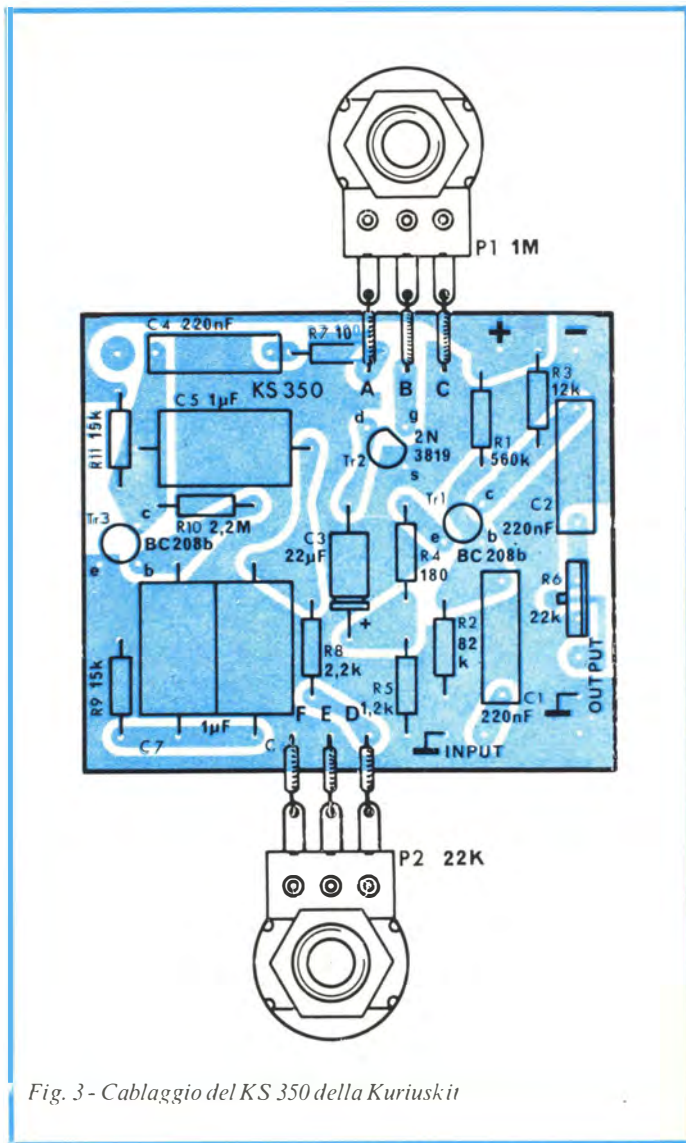 P1 1M
C4 220nF
R7 100
+
-
A B C
KS 350
R3
12k
R11 15k
C5 1µF
d
g
2N
3819
Tr2
s
R1
560k
C2
220nF
Tr3
c
R10 2,2M
BC208b
e
b
C3
22µF
+
Tr1
c
e
b
BC 208b
R4
180
R6
22k
R9 15k
R8
2,2k
R2
82
k
R5
1,2k
C1
220nF
OUTPUT
1µF
F E D
C7
C
INPUT
P2 22K
Fig. 3 - Cablaggio del KS 350 della Kuriuskit